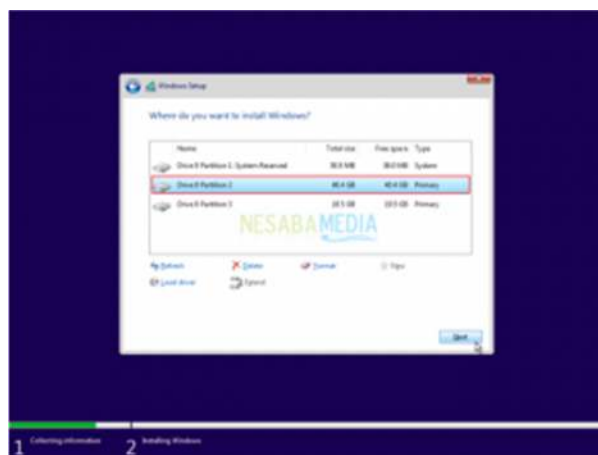 Windows Setup
Where do you want to install Windows?
Name Total size Free space Type
Drive 0 Partition 1: System Reserved System
Drive 0 Partition 2 Primary
Drive 0 Partition 3 Primary
NESABAMEDIA
Refresh Delete Format New
Load driver Extend
Next
1 Collecting information 2 Installing Windows